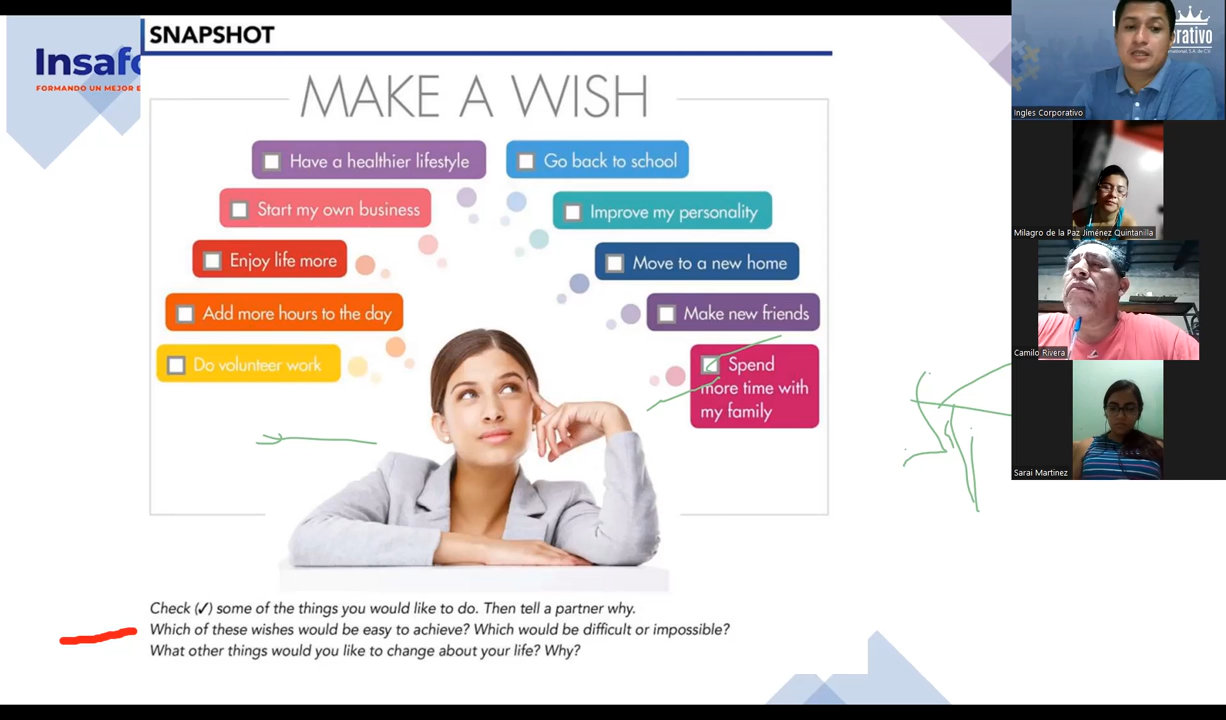 SNAPSHOT
Insafo
FORMANDO UN MEJOR E
MAKE A WISH
Have a healthier lifestyle
Go back to school
Start my own business
Improve my personality
Enjoy life more
Move to a new home
Add more hours to the day
Make new friends
Do volunteer work
Spend
more time with
my family
Check (✓) some of the things you would like to do. Then tell a partner why.
Which of these wishes would be easy to achieve? Which would be difficult or impossible?
What other things would you like to change about your life? Why?
Ingles Corporativo
Milagro de la Paz Jiménez Quintanilla
Camilo Rivera
Sarai Martinez